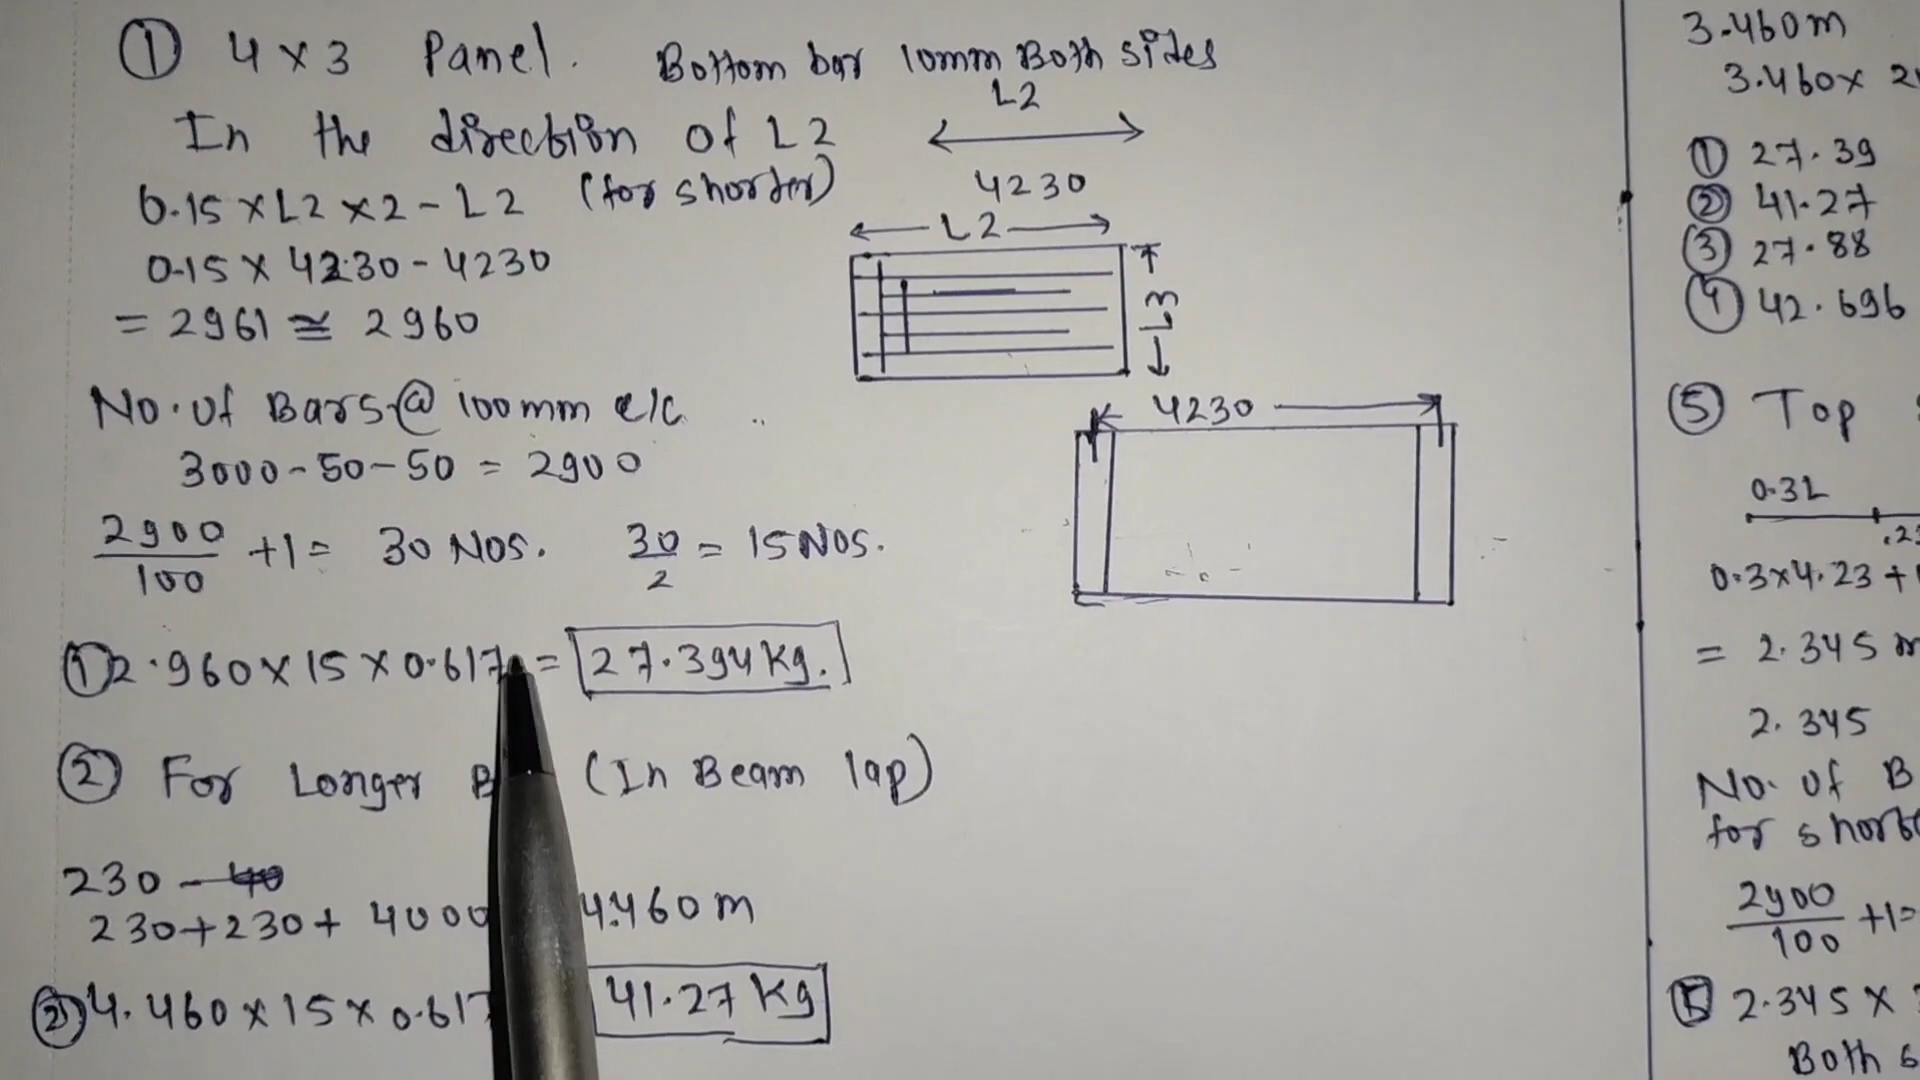 ① 4 x 3 Panel. Bottom bar 10mm Both sides
In the direction of L2
0.15 x L2 x 2 - L2 (for shorter)
0.15 x 4230 - 4230
= 2961 ≅ 2960
L2
4230
L2
L3
No. of Bars @ 100mm c/c
3000 - 50 - 50 = 2900
2900/100 + 1 = 30 Nos. 30/2 = 15 Nos.
4230
① 2.960 x 15 x 0.617 = 27.394 Kg.
② For Longer (In Beam lap)
230 -
230 + 230 + 4000 4.460 m
② 4.460 x 15 x 0.617 41.27 Kg
3.460m
3.460 x
① 27.39
② 41.27
③ 27.88
④ 42.696
⑤ Top
0.3L
0.3 x 4.23 +
= 2.345
2.345
No. of B
for
2900/100 + 1 =
5 2.345 x
Both